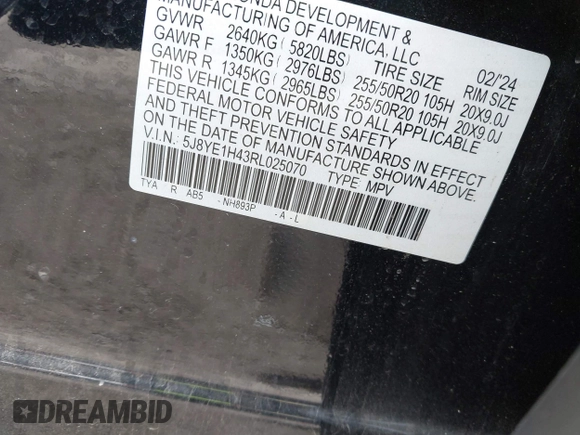 HONDA DEVELOPMENT &
MANUFACTURING OF AMERICA, LLC
02/'24
GVWR 2640KG ( 5820LBS) TIRE SIZE RIM SIZE
GAWR F 1350KG ( 2976LBS) 255/50R20 105H 20X9.0J
GAWR R 1345KG ( 2965LBS) 255/50R20 105H 20X9.0J
THIS VEHICLE CONFORMS TO ALL APPLICABLE
FEDERAL MOTOR VEHICLE SAFETY
AND THEFT PREVENTION STANDARDS IN EFFECT
ON THE DATE OF MANUFACTURE SHOWN ABOVE.
V.I.N.: 5J8YE1H43RL025070 TYPE: MPV
TYA R AB5 -NH893P -A -L
DREAMBID